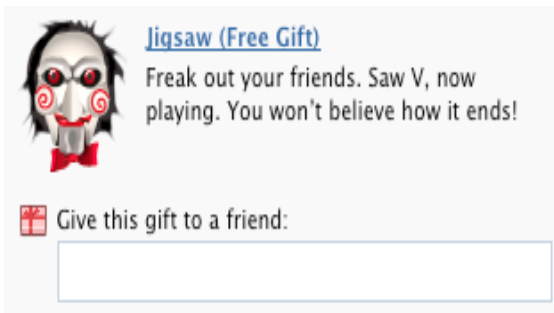 Jigsaw (Free Gift)
Freak out your friends. Saw V, now
playing. You won't believe how it ends!
Give this gift to a friend: